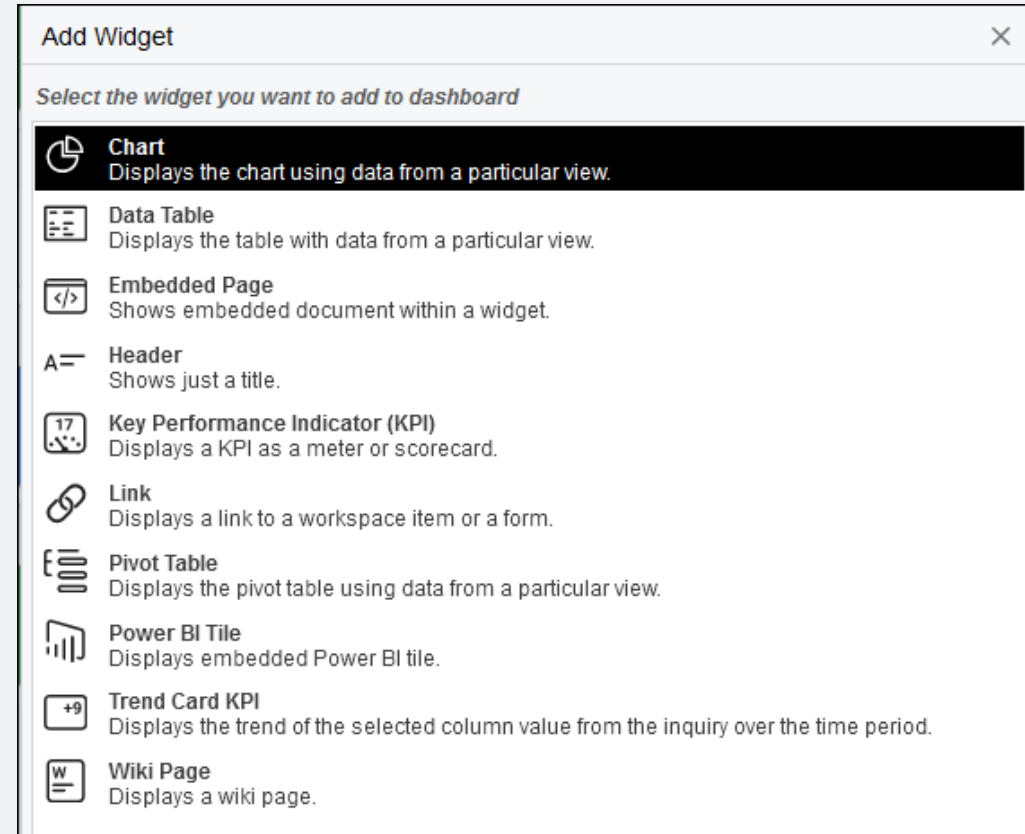 Add Widget
Select the widget you want to add to dashboard
Chart
Displays the chart using data from a particular view.
Data Table
Displays the table with data from a particular view.
Embedded Page
Shows embedded document within a widget.
A
Header
Shows just a title.
17
Key Performance Indicator (KPI)
Displays a KPI as a meter or scorecard.
Link
Displays a link to a workspace item or a form.
Pivot Table
Displays the pivot table using data from a particular view.
Power BI Tile
Displays embedded Power BI tile.
+9
Trend Card KPI
Displays the trend of the selected column value from the inquiry over the time period.
W
Wiki Page
Displays a wiki page.